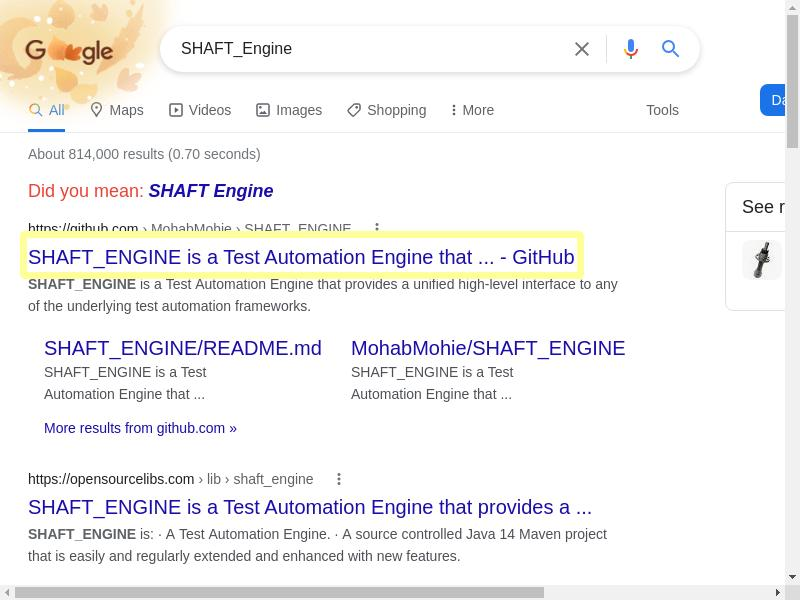 Google
SHAFT_Engine
All Maps Videos Images Shopping More Tools
About 814,000 results (0.70 seconds)
Did you mean: SHAFT Engine
See r
https://github.com › MohabMohie › SHAFT_ENGINE
SHAFT_ENGINE is a Test Automation Engine that ... - GitHub
SHAFT_ENGINE is a Test Automation Engine that provides a unified high-level interface to any
of the underlying test automation frameworks.
SHAFT_ENGINE/README.md
SHAFT_ENGINE is a Test
Automation Engine that ...
MohabMohie/SHAFT_ENGINE
SHAFT_ENGINE is a Test
Automation Engine that ...
More results from github.com »
https://opensourcelibs.com › lib › shaft_engine
SHAFT_ENGINE is a Test Automation Engine that provides a ...
SHAFT_ENGINE is: · A Test Automation Engine. · A source controlled Java 14 Maven project
that is easily and regularly extended and enhanced with new features.